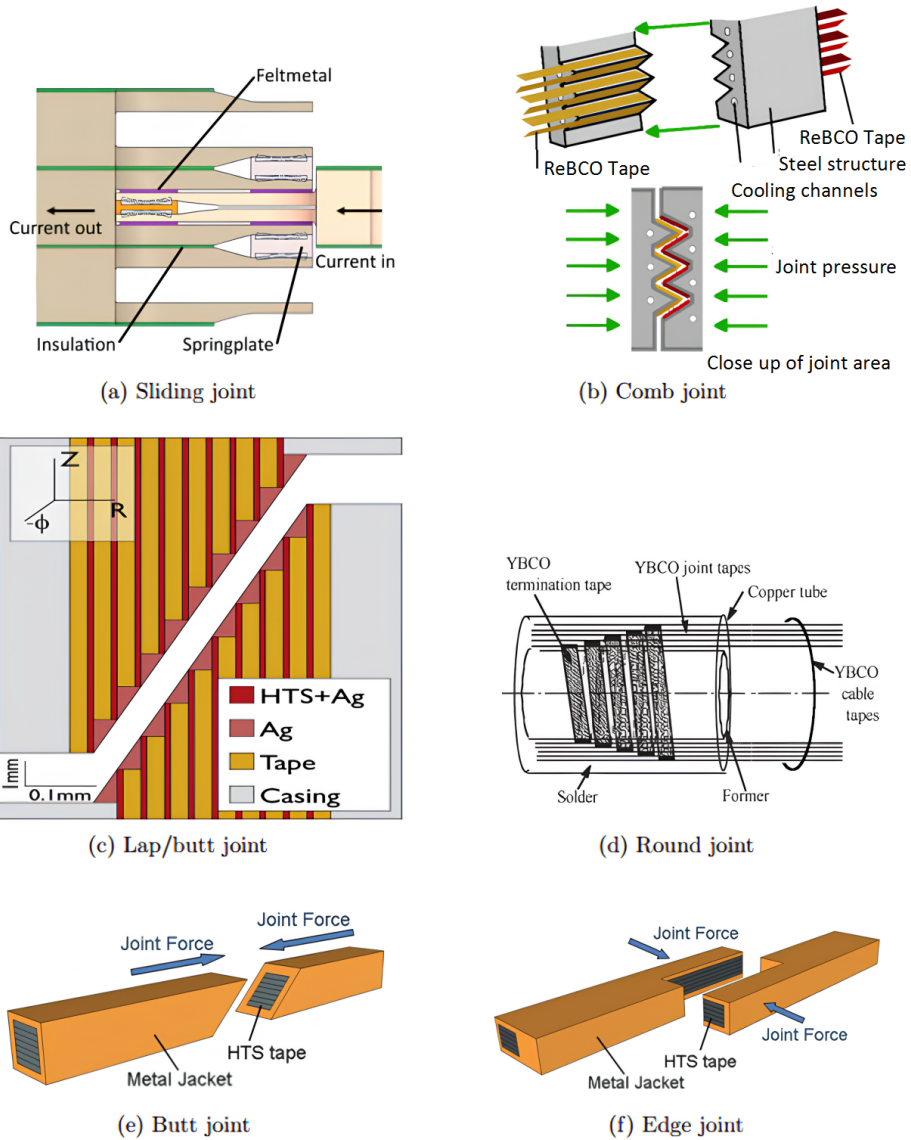 Feltmetal
Current out
Current in
Insulation
Springplate
(a) Sliding joint
ReBCO Tape
ReBCO Tape
Steel structure
Cooling channels
Joint pressure
Close up of joint area
(b) Comb joint
Z
R
-ϕ
1mm
0.1mm
HTS+Ag
Ag
Tape
Casing
(c) Lap/butt joint
YBCO
termination tape
YBCO joint tapes
Copper tube
YBCO
cable
tapes
Solder
Former
(d) Round joint
Joint Force
Joint Force
HTS tape
Metal Jacket
(e) Butt joint
Joint Force
Joint Force
HTS tape
Metal Jacket
(f) Edge joint